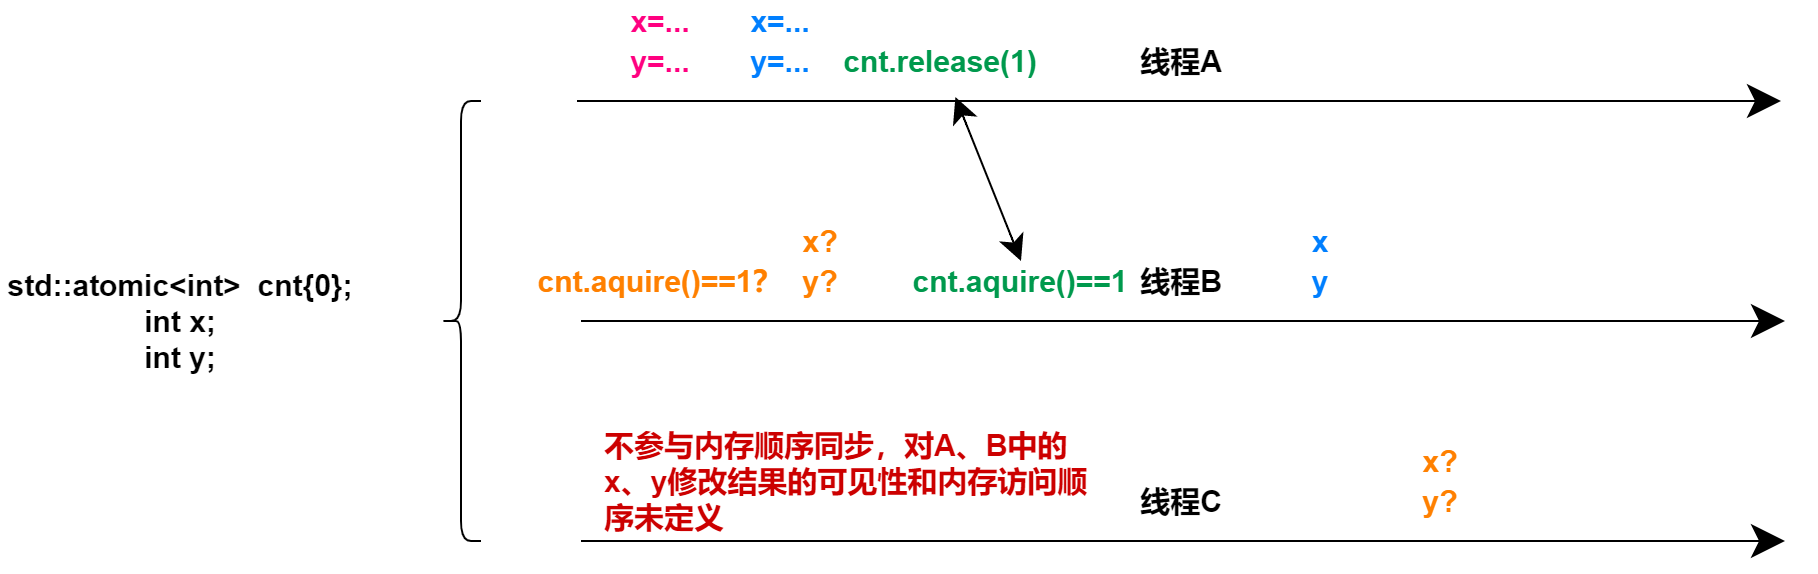 x=... x=...
y=... y=... cnt.release(1) 线程A
x? x
cnt.aquire()==1? y? cnt.aquire()==1 线程B y
std::atomic<int> cnt{0};
int x;
int y;
不参与内存顺序同步，对A、B中的
x、y修改结果的可见性和内存访问顺
序未定义
线程C
x?
y?